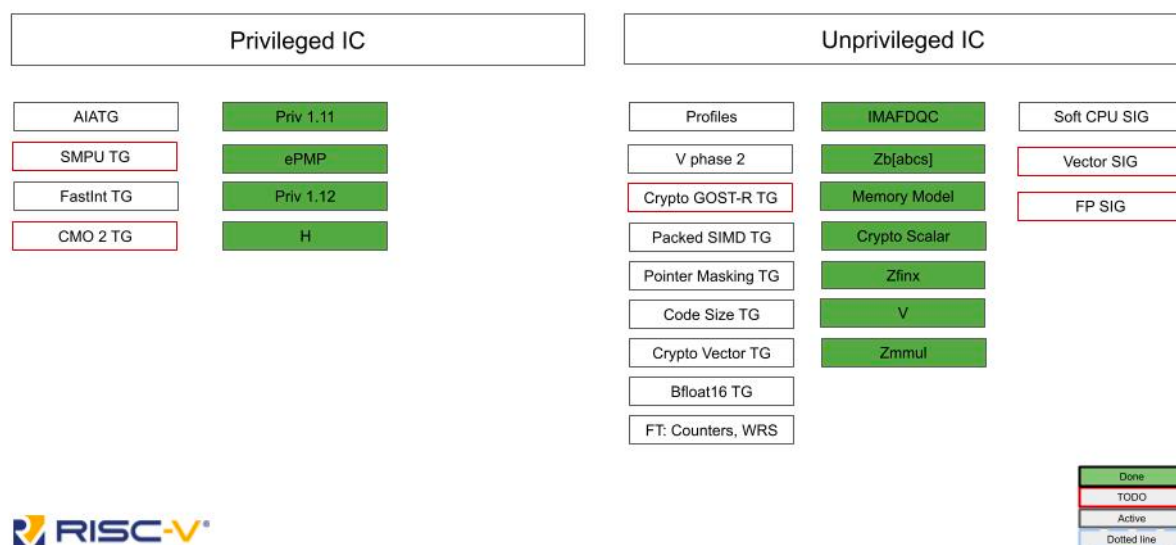 Privileged IC
AIATG
SMPU TG
FastInt TG
CMO 2 TG
Priv 1.11
ePMP
Priv 1.12
H
Unprivileged IC
Profiles
V phase 2
Crypto GOST-R TG
Packed SIMD TG
Pointer Masking TG
Code Size TG
Crypto Vector TG
Bfloat16 TG
FT: Counters, WRS
IMAFDQC
Zb[abcs]
Memory Model
Crypto Scalar
Zfinx
V
Zmmul
Soft CPU SIG
Vector SIG
FP SIG
RISC-V®
Done
TODO
Active
Dotted line